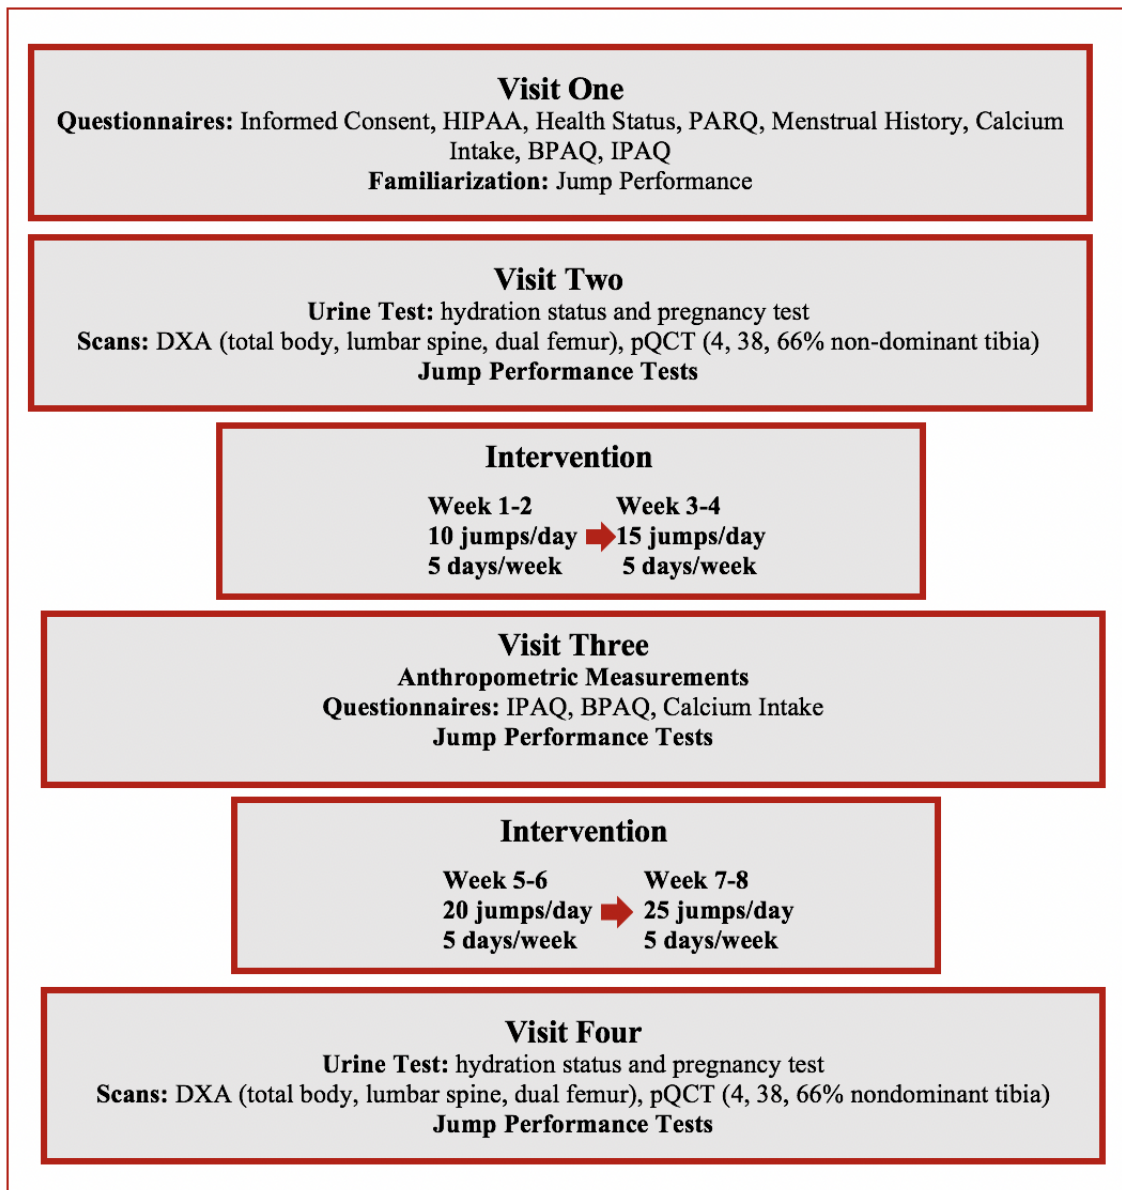 Visit One
Questionnaires: Informed Consent, HIPAA, Health Status, PARQ, Menstrual History, Calcium
Intake, BPAQ, IPAQ
Familiarization: Jump Performance
Visit Two
Urine Test: hydration status and pregnancy test
Scans: DXA (total body, lumbar spine, dual femur), pQCT (4, 38, 66% non-dominant tibia)
Jump Performance Tests
Intervention
Week 1-2
10 jumps/day
5 days/week
Week 3-4
15 jumps/day
5 days/week
Visit Three
Anthropometric Measurements
Questionnaires: IPAQ, BPAQ, Calcium Intake
Jump Performance Tests
Intervention
Week 5-6
20 jumps/day
5 days/week
Week 7-8
25 jumps/day
5 days/week
Visit Four
Urine Test: hydration status and pregnancy test
Scans: DXA (total body, lumbar spine, dual femur), pQCT (4, 38, 66% nondominant tibia)
Jump Performance Tests